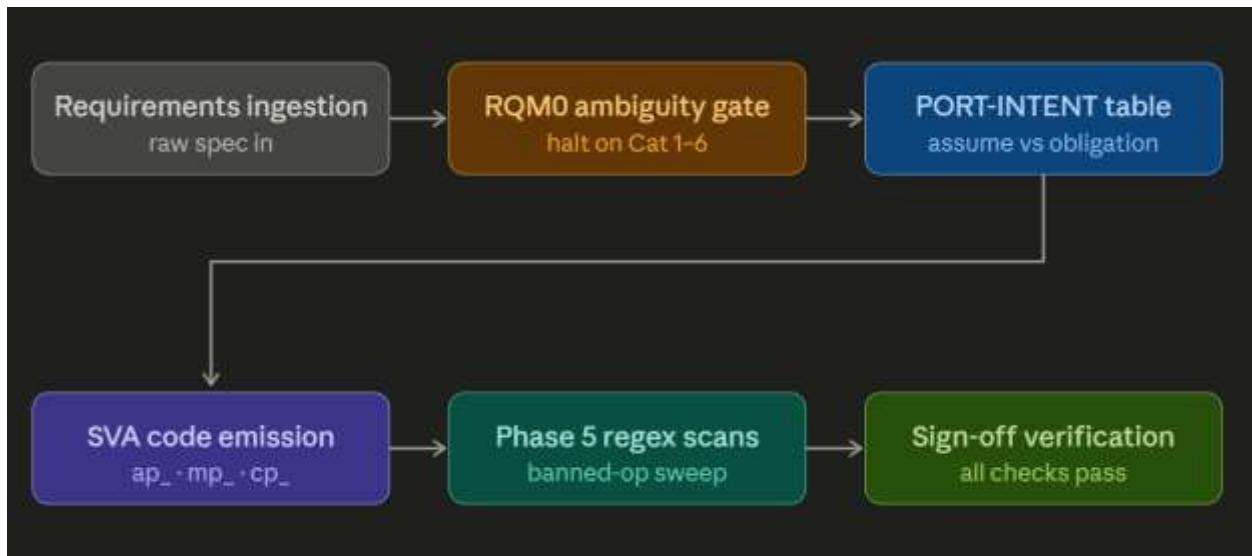 Requirements ingestion
raw spec in
RQM0 ambiguity gate
halt on Cat 1–6
PORT-INTENT table
assume vs obligation
SVA code emission
ap_ · mp_ · cp_
Phase 5 regex scans
banned-op sweep
Sign-off verification
all checks pass